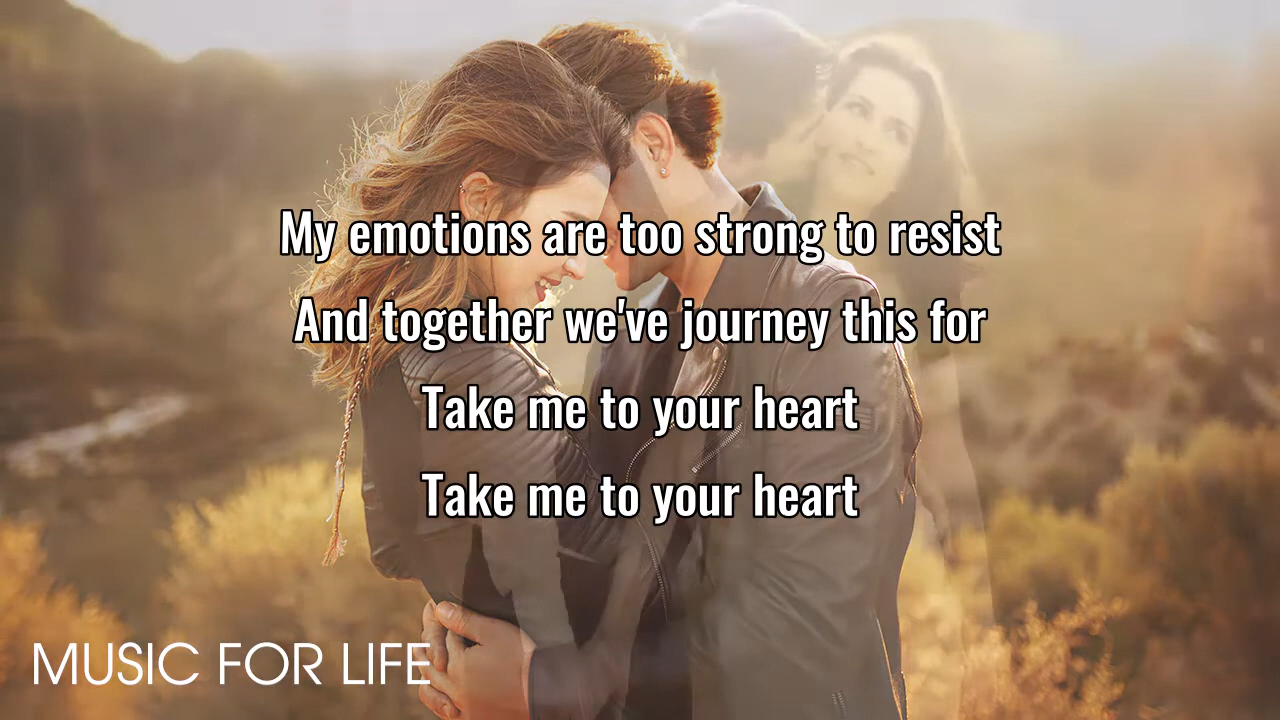 My emotions are too strong to resist
And together we've journey this for
Take me to your heart
Take me to your heart
MUSIC FOR LIFE